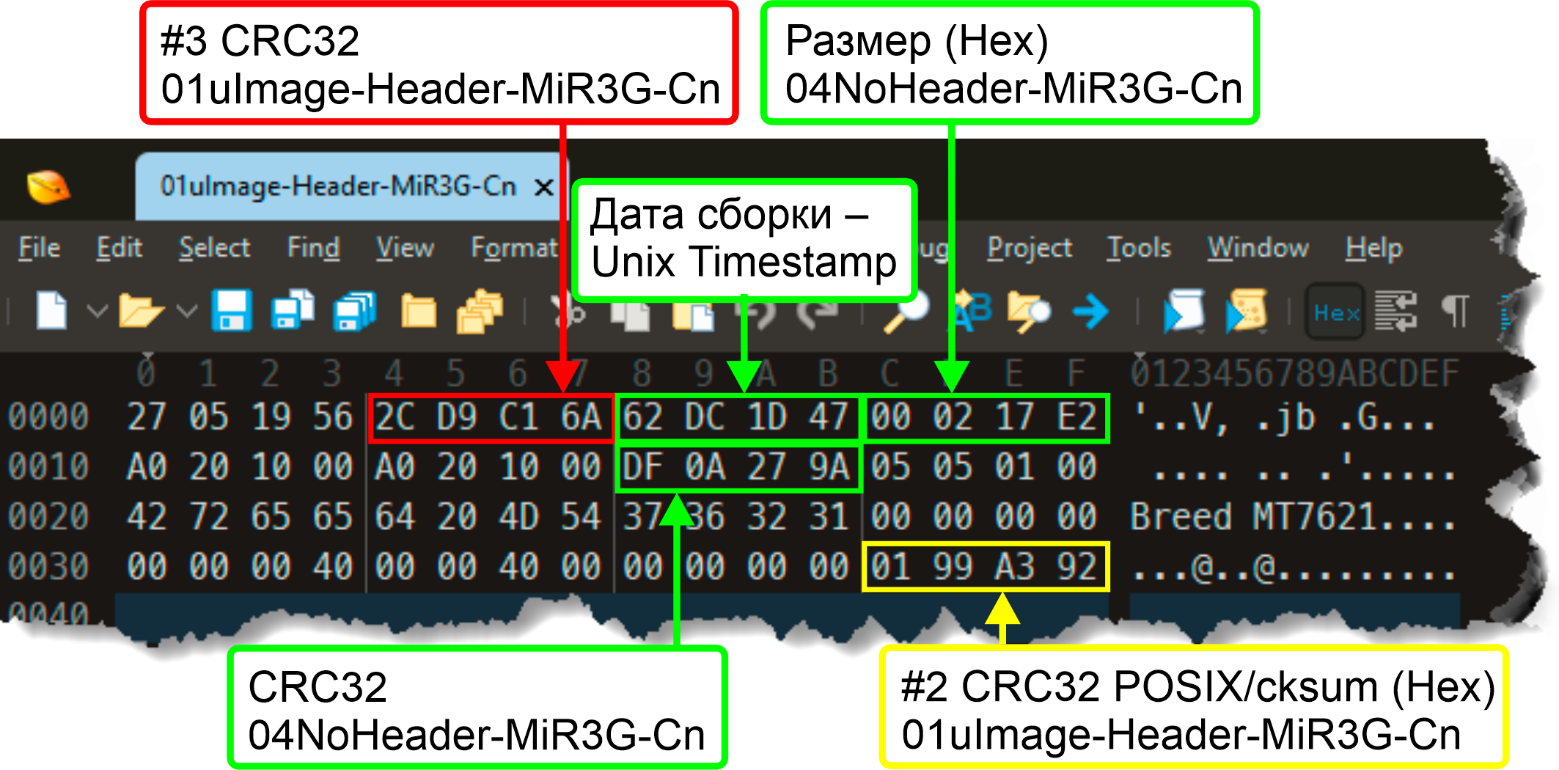 #3 CRC32
01uImage-Header-MiR3G-Cn
Размер (Hex)
04NoHeader-MiR3G-Cn
01uImage-Header-MiR3G-Cn ×
Дата сборки –
Unix Timestamp
File Edit Select Find View Format Project Tools Window Help
Hex ¶
0 1 2 3 4 5 6 7 8 9 A B C E F 0123456789ABCDEF
0000 27 05 19 56 2C D9 C1 6A 62 DC 1D 47 00 02 17 E2 '..V, .jb .G...
0010 A0 20 10 00 A0 20 10 00 DF 0A 27 9A 05 05 01 00 .... .. .'.....
0020 42 72 65 65 64 20 4D 54 37 36 32 31 00 00 00 00 Breed MT7621....
0030 00 00 00 40 00 00 40 00 00 00 00 00 01 99 A3 92 ...@..@.........
0040
CRC32
04NoHeader-MiR3G-Cn
#2 CRC32 POSIX/cksum (Hex)
01uImage-Header-MiR3G-Cn